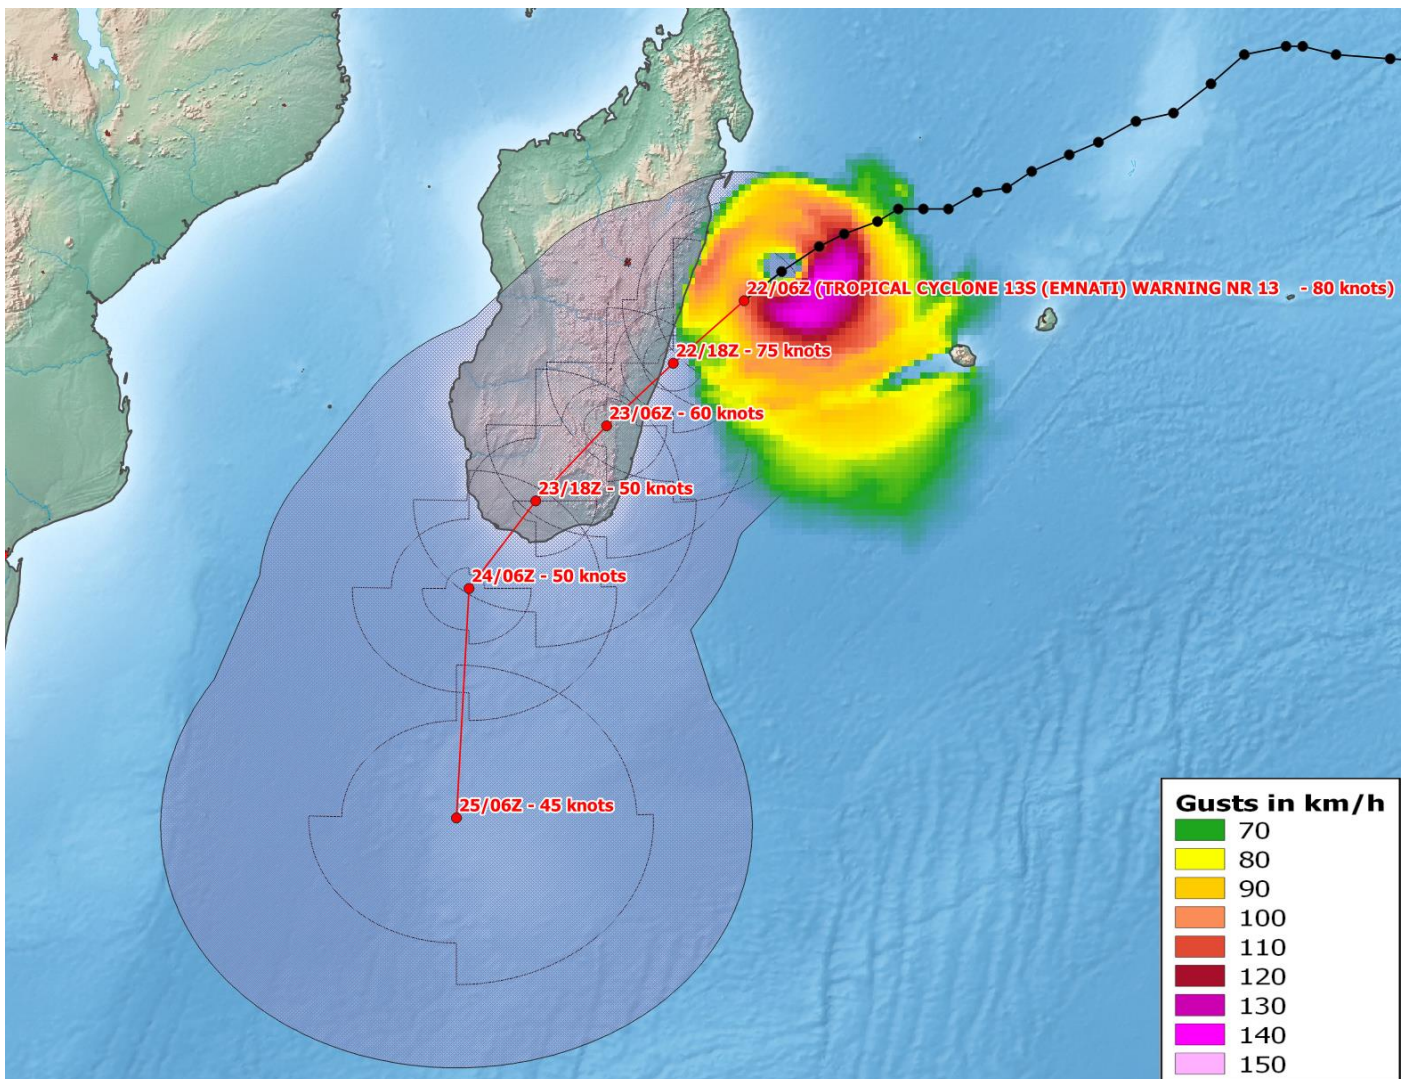 22/06Z (TROPICAL CYCLONE 13S (EMNATI) WARNING NR 13 - 80 knots)
22/18Z - 75 knots
23/06Z - 60 knots
23/18Z - 50 knots
24/06Z - 50 knots
25/06Z - 45 knots
Gusts in km/h
70
80
90
100
110
120
130
140
150